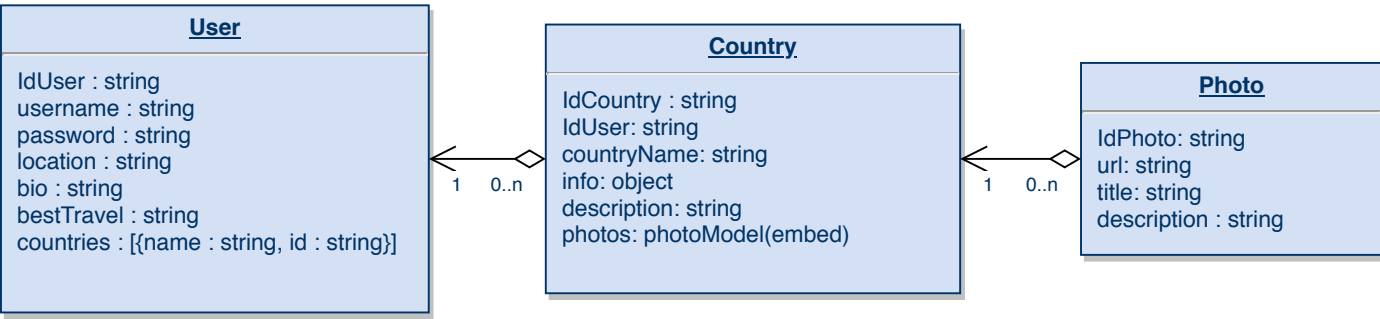 User
IdUser : string
username : string
password : string
location : string
bio : string
bestTravel : string
countries : [{name : string, id : string}]
1
0..n
Country
IdCountry : string
IdUser: string
countryName: string
info: object
description: string
photos: photoModel(embed)
1
0..n
Photo
IdPhoto: string
url: string
title: string
description : string